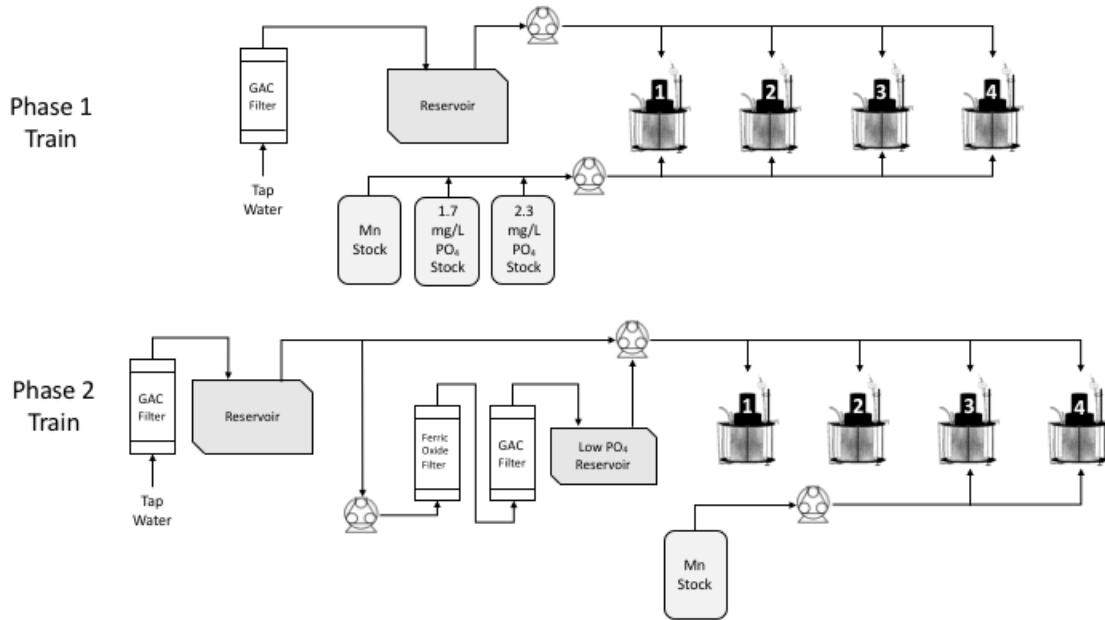 Phase 1
Train
GAC
Filter
Tap
Water
Reservoir
1
2
3
4
Mn
Stock
1.7
mg/L
PO₄
Stock
2.3
mg/L
PO₄
Stock
Phase 2
Train
GAC
Filter
Tap
Water
Reservoir
Ferric
Oxide
Filter
GAC
Filter
Low PO₄
Reservoir
1
2
3
4
Mn
Stock